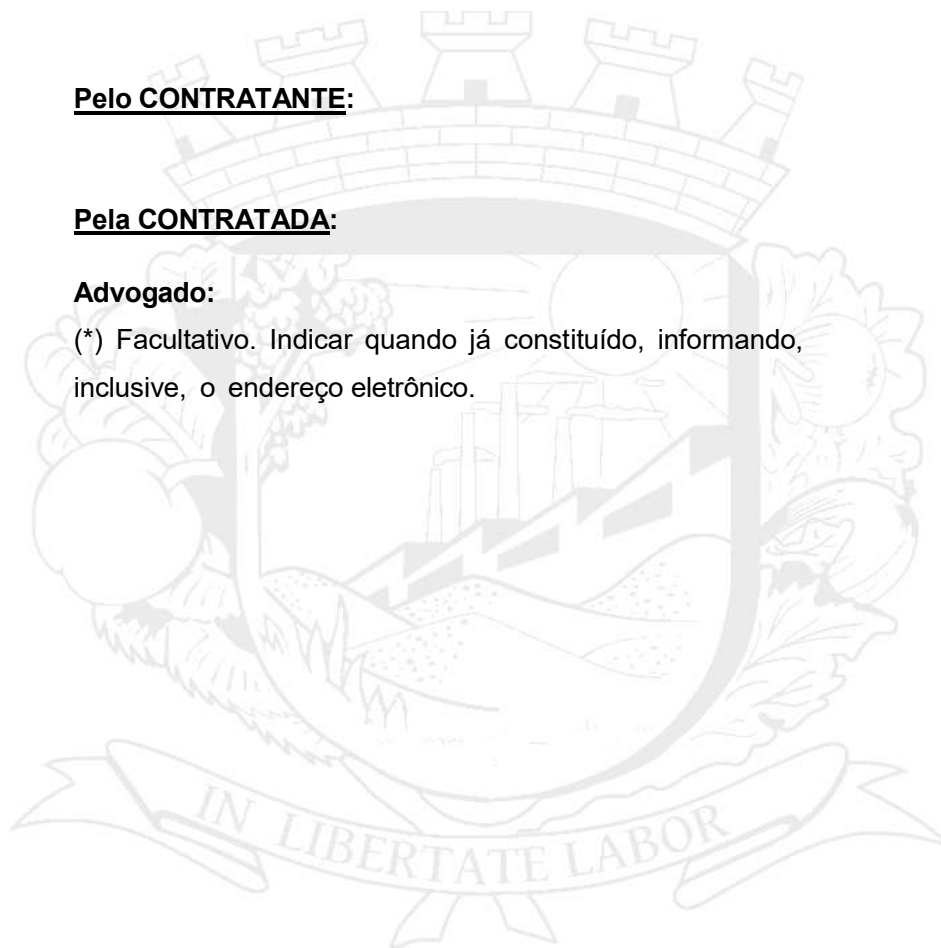 Pelo CONTRATANTE:
Pela CONTRATADA:
Advogado:
(*) Facultativo. Indicar quando já constituído, informando,
inclusive, o endereço eletrônico.
IN LIBERTATE LABOR